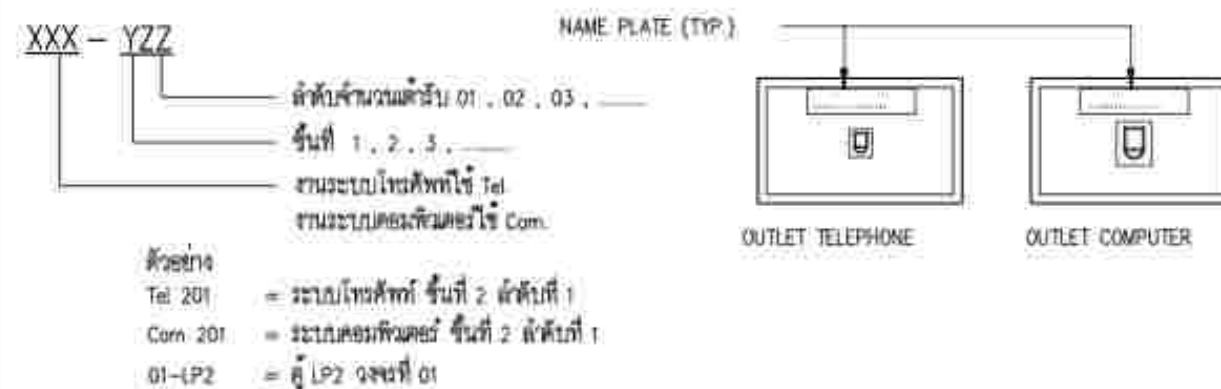 XXX - YZZ
ลำดับจำนวนเต้ารับ 01 , 02 , 03 , ........
ชั้นที่ 1 , 2 , 3 , ........
งานระบบโทรศัพท์ใช้ Tel
งานระบบคอมพิวเตอร์ใช้ Com.
ตัวอย่าง
Tel 201 = ระบบโทรศัพท์ ชั้นที่ 2 ลำดับที่ 1
Com 201 = ระบบคอมพิวเตอร์ ชั้นที่ 2 ลำดับที่ 1
01-LP2 = ตู้ LP2 วงจรที่ 01
NAME PLATE (TYP.)
OUTLET TELEPHONE
OUTLET COMPUTER